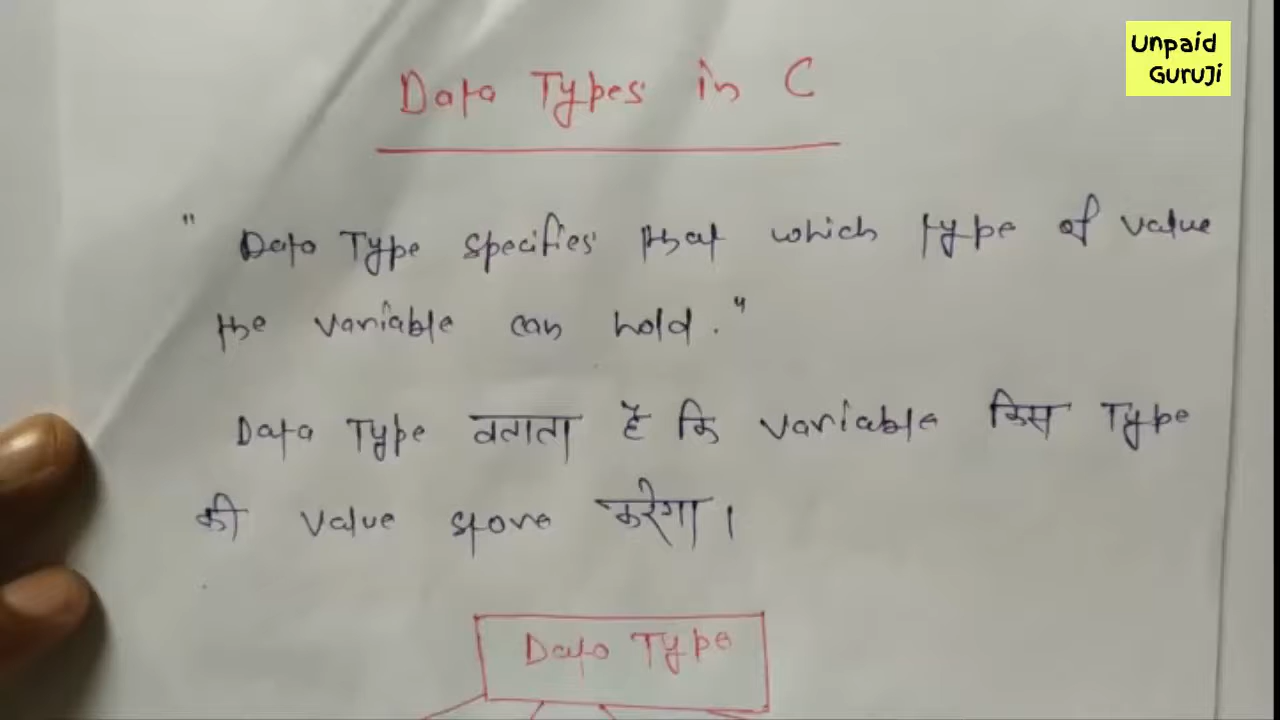 Unpaid
Guruji
Data Types in C
" Data Type specifies that which type of value
the variable can hold."
Data Type बताता है कि variable किस Type
की value store करेगा।
Data Type